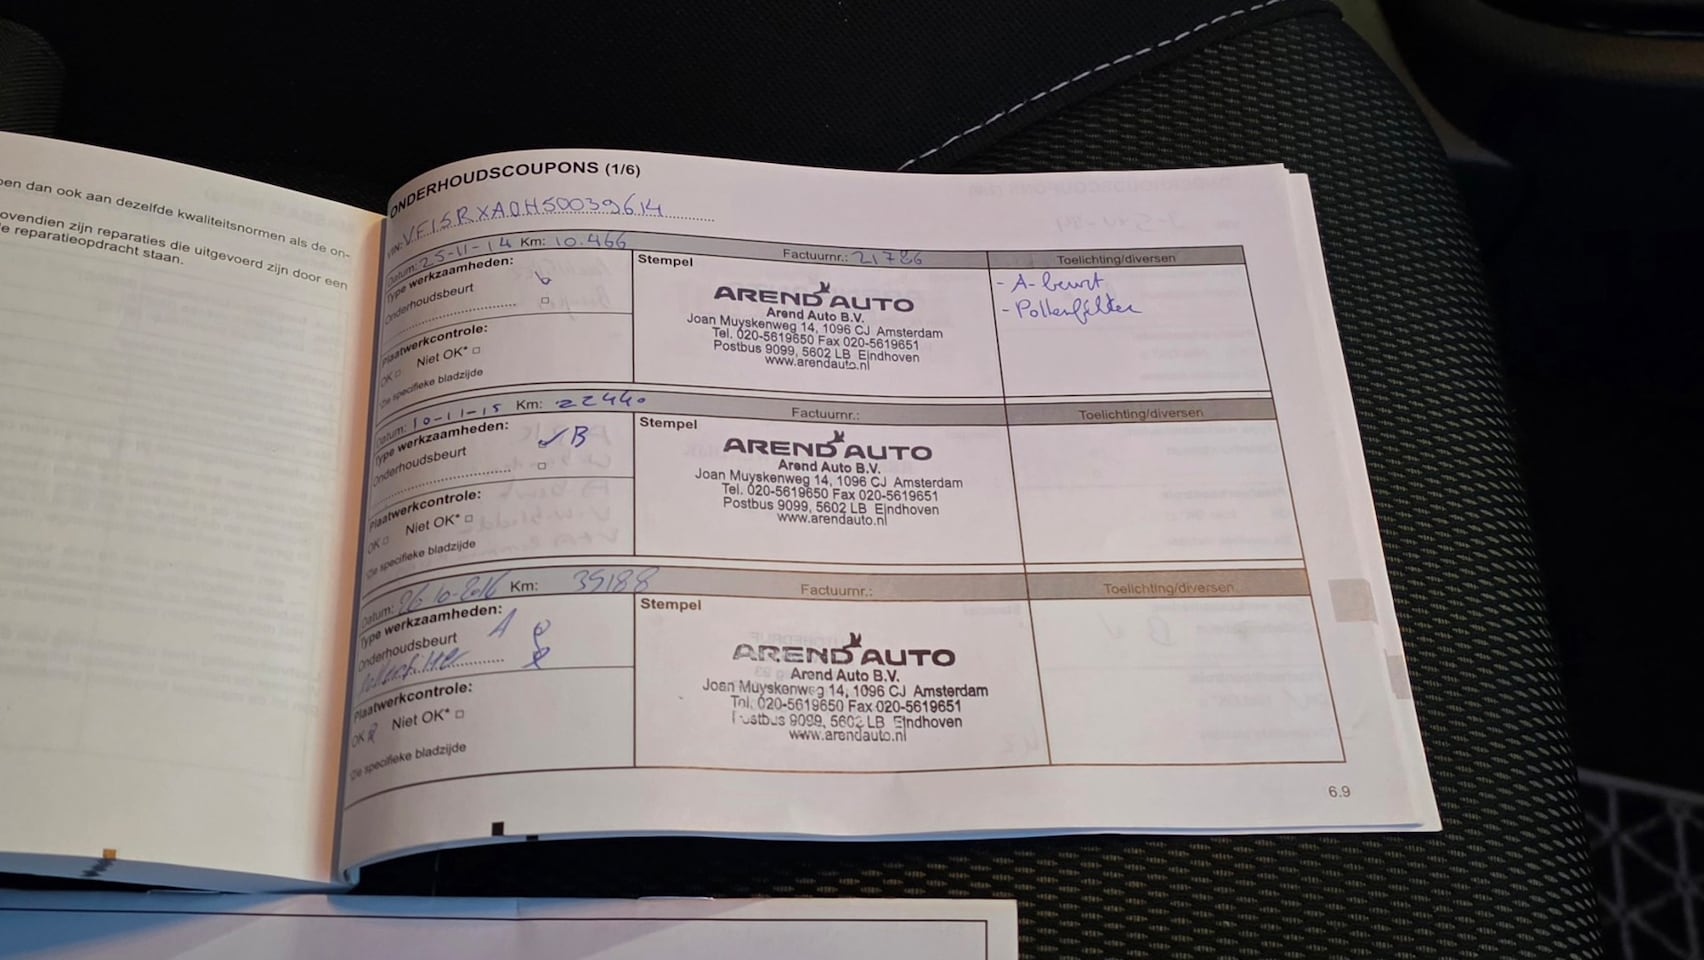 pen dan ook aan dezelfde kwaliteitsnormen als de on-
ovendien zijn reparaties die uitgevoerd zijn door een
e reparatieopdracht staan.
ONDERHOUDSCOUPONS (1/6)
VIN: VF15RXA0H50039614
Datum: 25-11-14 Km: 10.466 Factuurnr.: 21786 Toelichting/diversen
Type werkzaamheden:
Onderhoudsbeurt
Plaatwerkcontrole:
OK Niet OK*
*Zie specifieke bladzijde
Stempel
AREND AUTO
Arend Auto B.V.
Joan Muyskenweg 14, 1096 CJ Amsterdam
Tel. 020-5619650 Fax 020-5619651
Postbus 9099, 5602 LB Eindhoven
www.arendauto.nl
- A-beurt
- Pollenfilter
Datum: 10-11-15 Km: 22440 Factuurnr.: Toelichting/diversen
Type werkzaamheden:
Onderhoudsbeurt B
Plaatwerkcontrole:
OK Niet OK*
*Zie specifieke bladzijde
Stempel
AREND AUTO
Arend Auto B.V.
Joan Muyskenweg 14, 1096 CJ Amsterdam
Tel. 020-5619650 Fax 020-5619651
Postbus 9099, 5602 LB Eindhoven
www.arendauto.nl
Datum: 26-10-2016 Km: 35188 Factuurnr.: Toelichting/diversen
Type werkzaamheden:
Onderhoudsbeurt A
Pollenfilter
Plaatwerkcontrole:
OK Niet OK*
*Zie specifieke bladzijde
Stempel
AREND AUTO
Arend Auto B.V.
Joan Muyskenweg 14, 1096 CJ Amsterdam
Tel. 020-5619650 Fax 020-5619651
Postbus 9099, 5602 LB Eindhoven
www.arendauto.nl
6.9